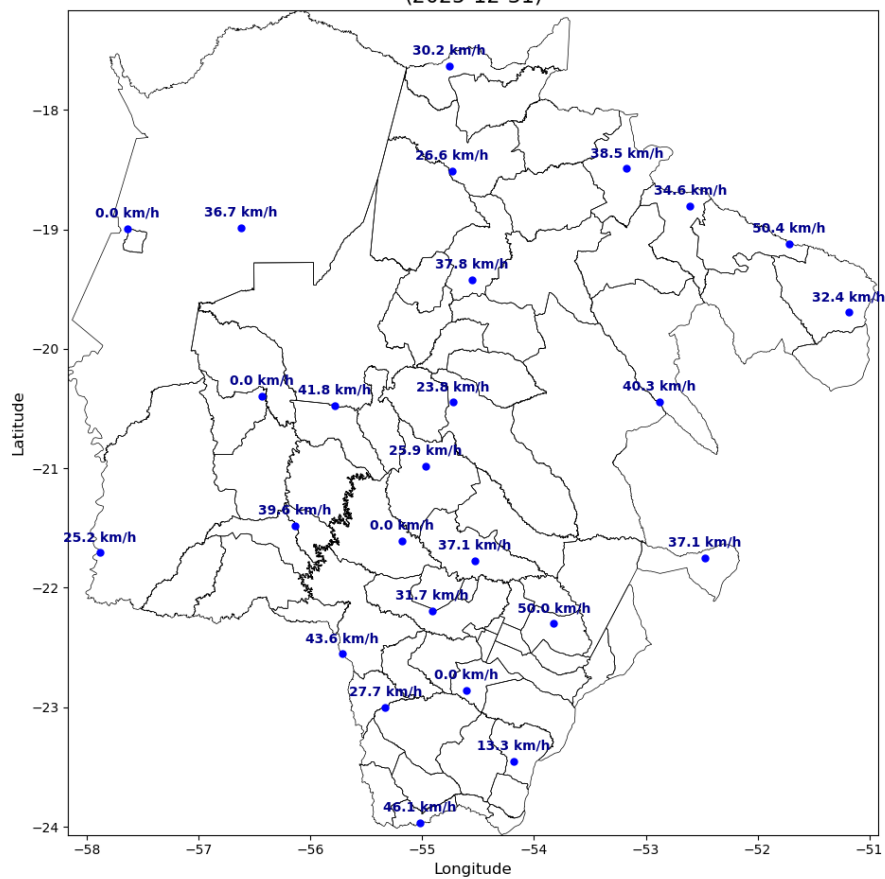 (2025-12-31)
30.2 km/h
26.6 km/h
38.5 km/h
34.6 km/h
0.0 km/h
36.7 km/h
50.4 km/h
37.8 km/h
32.4 km/h
0.0 km/h
41.8 km/h
23.8 km/h
40.3 km/h
25.9 km/h
39.6 km/h
0.0 km/h
25.2 km/h
37.1 km/h
37.1 km/h
31.7 km/h
50.0 km/h
43.6 km/h
0.0 km/h
27.7 km/h
13.3 km/h
46.1 km/h
−18
−19
−20
−21
−22
−23
−24
Latitude
−58 −57 −56 −55 −54 −53 −52 −51
Longitude